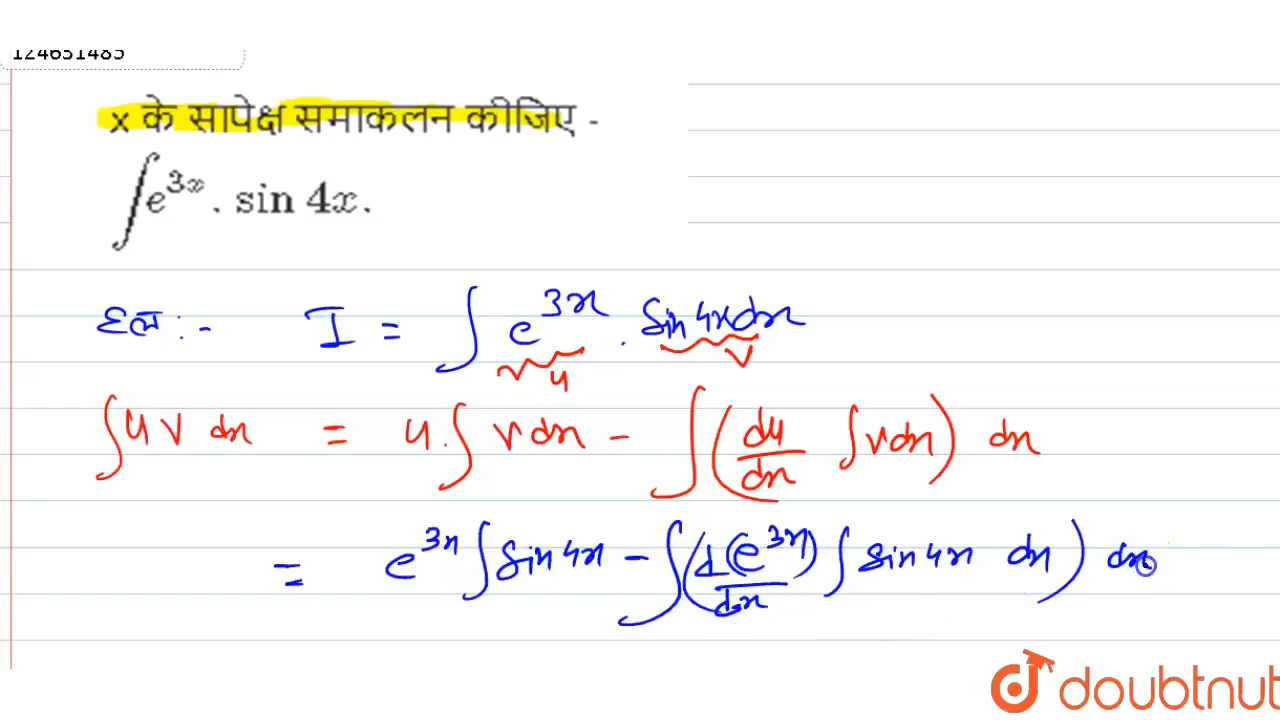 124651485
x के सापेक्ष समाकलन कीजिए -
∫e^{3x} . sin 4x.
हल :- I = ∫ e^{3x} . sin 4x dx
u v
∫ u v dx = u. ∫ v dx - ∫ (du/dx ∫ v dx) dx
= e^{3x} ∫ sin 4x - ∫ (d(e^{3x})/dx ∫ sin 4x dx) dx
doubtnut